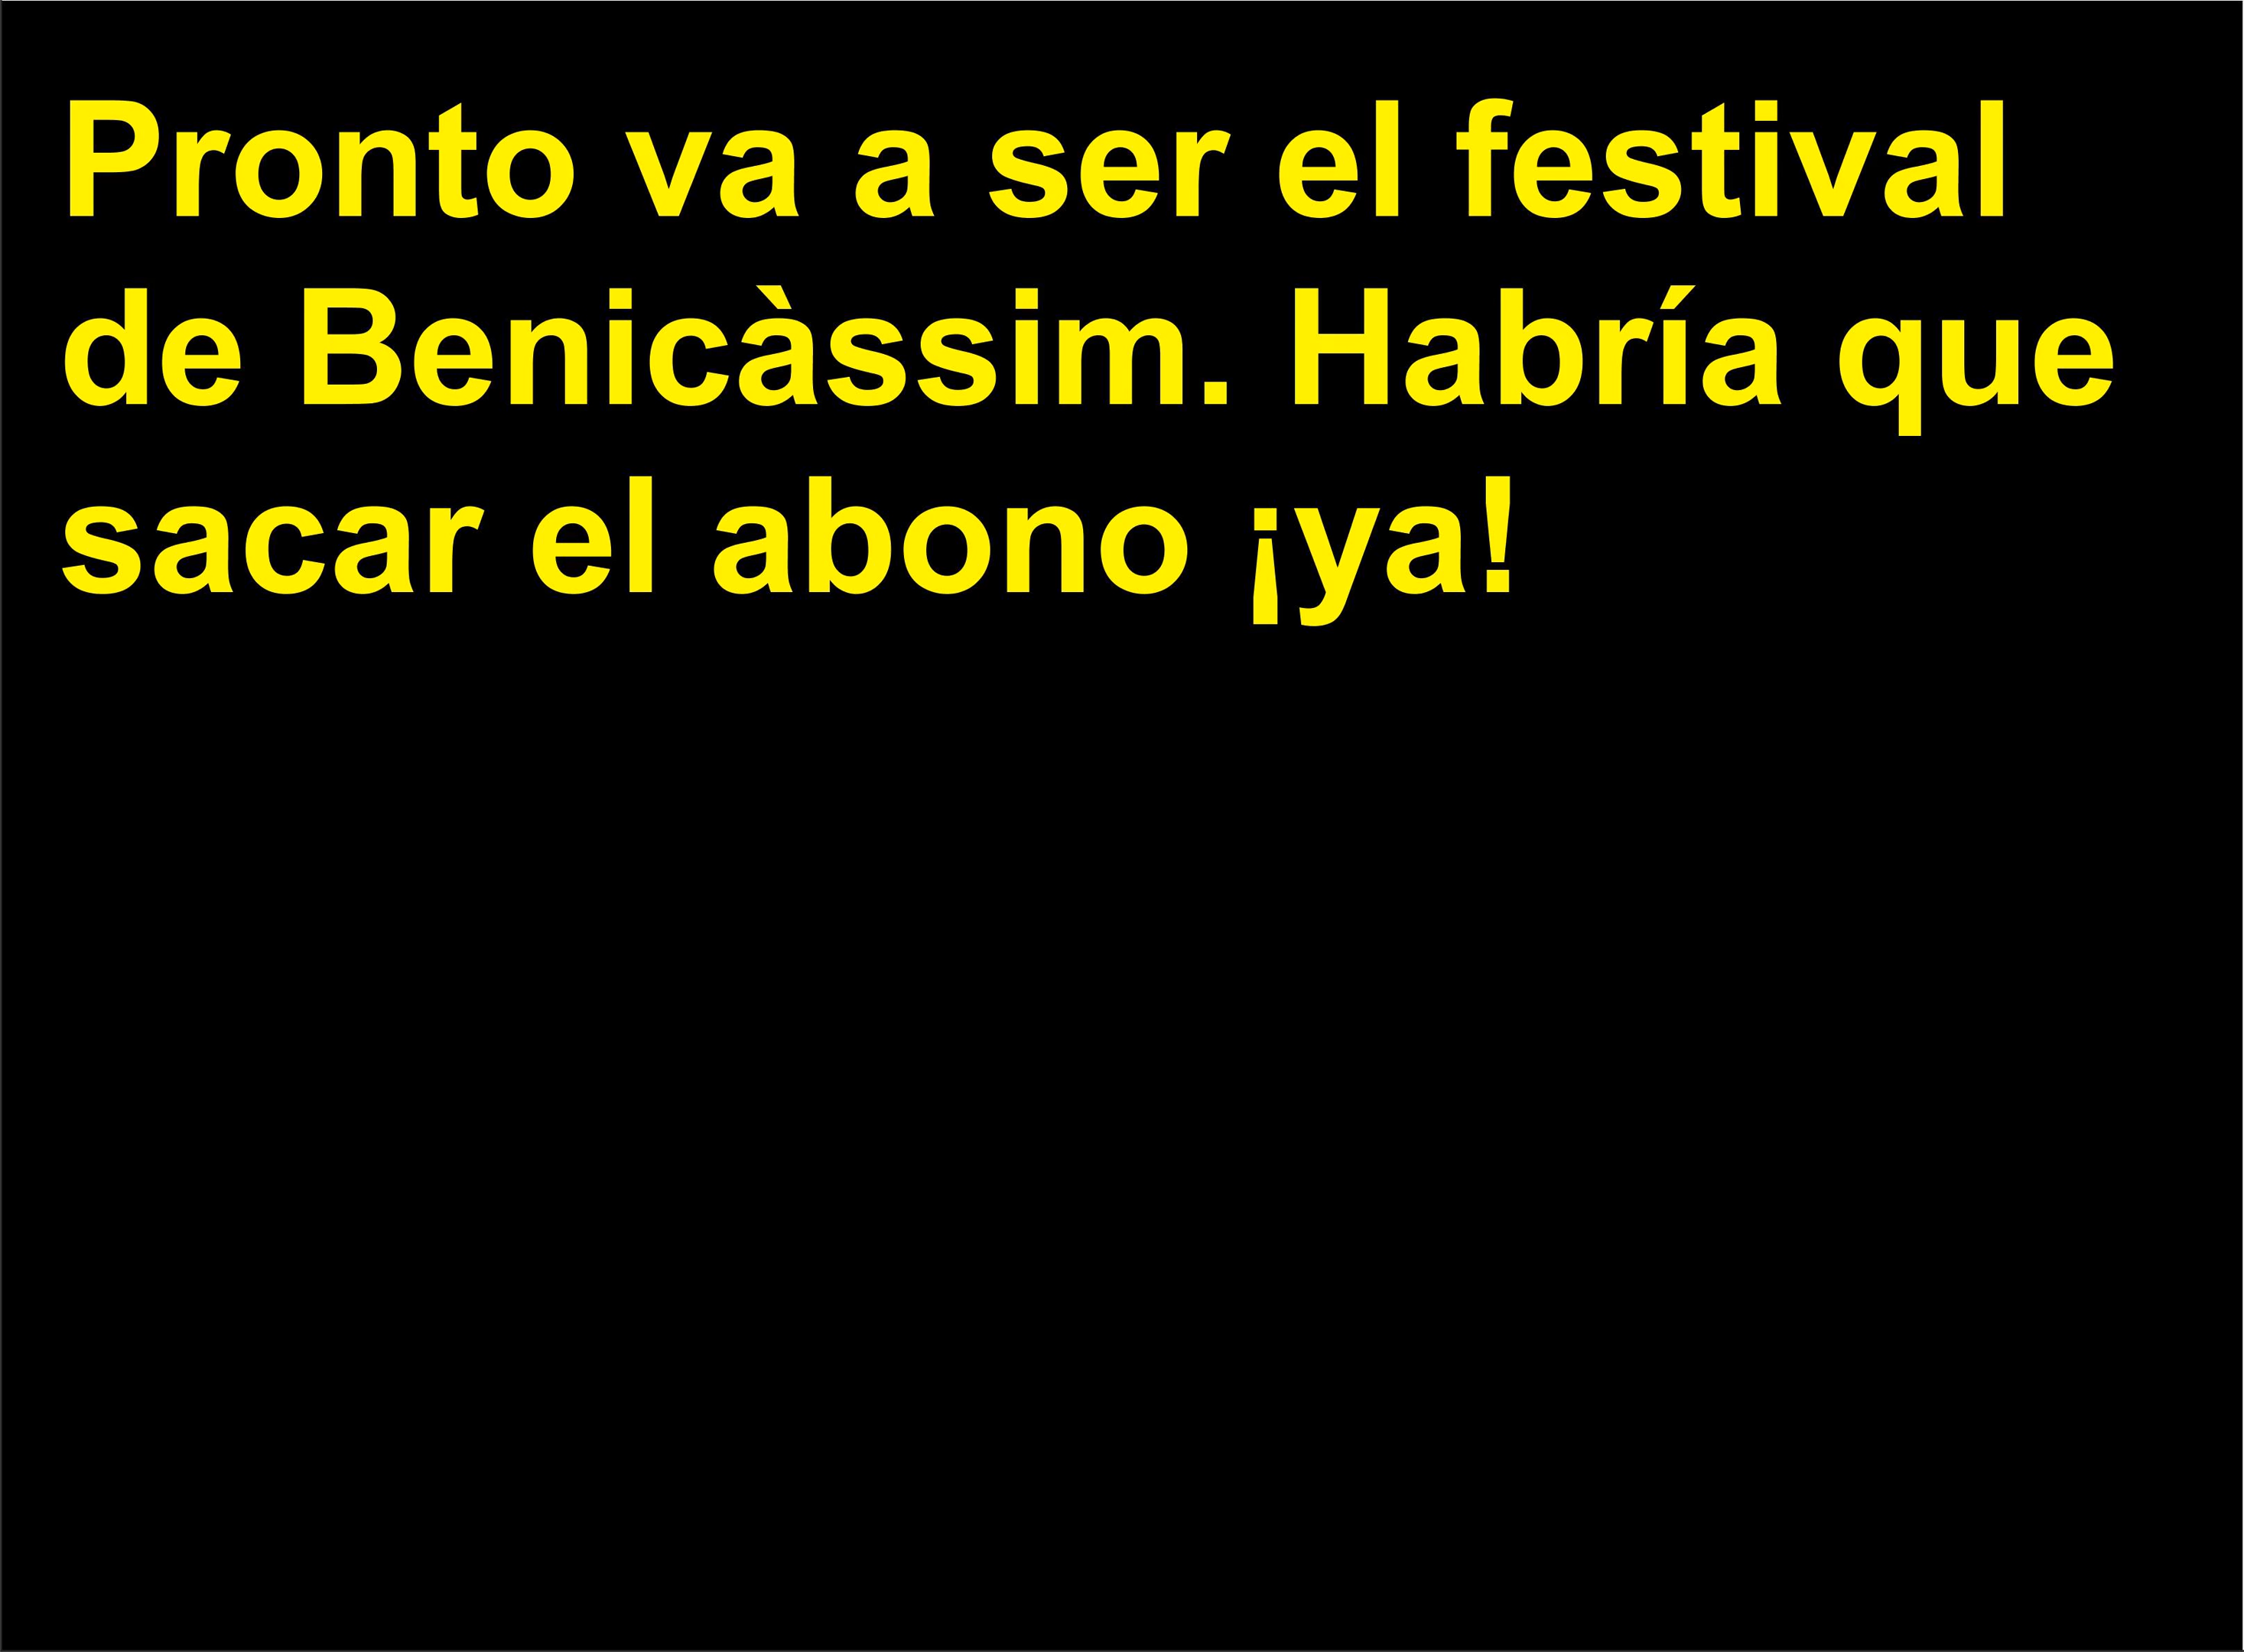 Pronto va a ser el festival
de Benicàssim. Habría que
sacar el abono ¡ya!